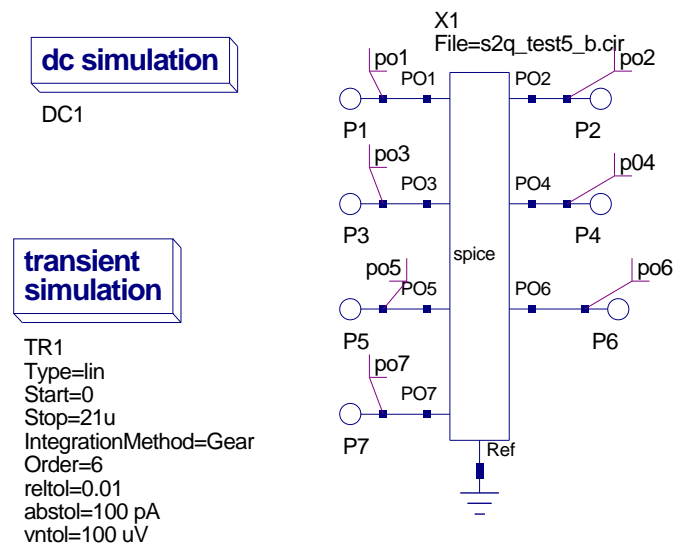 dc simulation
DC1
transient
simulation
TR1
Type=lin
Start=0
Stop=21u
IntegrationMethod=Gear
Order=6
reltol=0.01
abstol=100 pA
vntol=100 uV
X1
File=s2q_test5_b.cir
po1
PO1
P1
PO2
po2
P2
po3
PO3
P3
PO4
p04
P4
spice
po5
PO5
P5
PO6
po6
P6
po7
PO7
P7
Ref